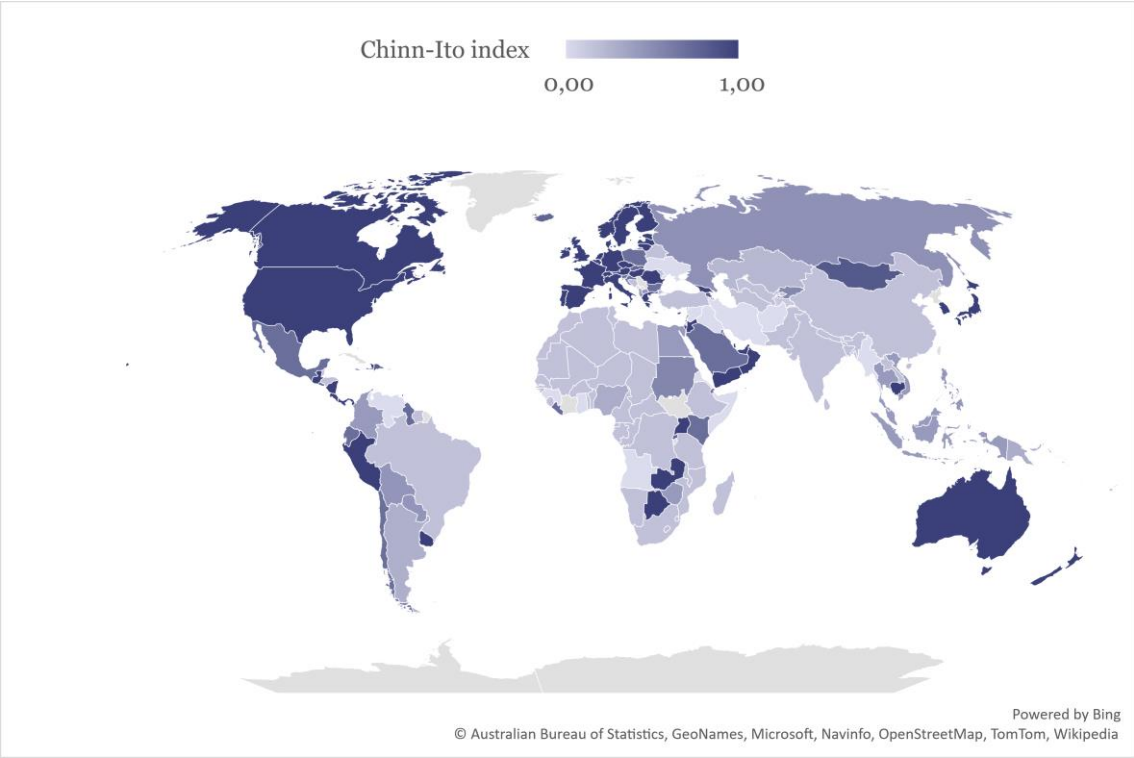 Chinn-Ito index
0,00 1,00
Powered by Bing
© Australian Bureau of Statistics, GeoNames, Microsoft, Navinfo, OpenStreetMap, TomTom, Wikipedia